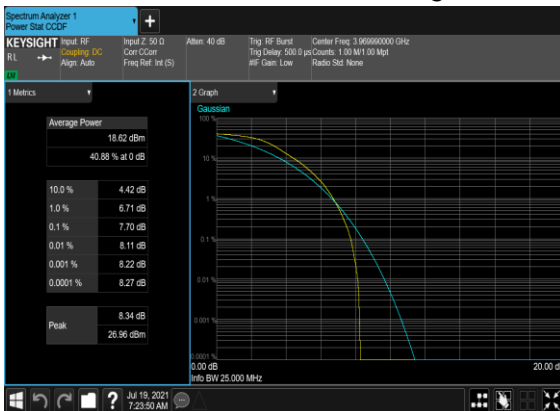 Spectrum Analyzer 1
Power Stat CCDF
+
KEYSIGHT
RL
LV
Input: RF
Coupling: DC
Align: Auto
Input Z: 50 Ω
Corr CCorr
Freq Ref: Int (S)
Atten: 40 dB
Trig: RF Burst
Trig Delay: 500.0 µs
#IF Gain: Low
Center Freq: 3.969990000 GHz
Counts: 1.00 M/1.00 Mpt
Radio Std: None
1 Metrics
Average Power
18.62 dBm
40.88 % at 0 dB
10.0 % 4.42 dB
1.0 % 6.71 dB
0.1 % 7.70 dB
0.01 % 8.11 dB
0.001 % 8.22 dB
0.0001 % 8.27 dB
Peak 8.34 dB
26.96 dBm
2 Graph
Gaussian
100 %
10 %
1 %
0.1 %
0.01 %
0.001 %
0.0001 %
0.00 dB 20.00 d
Info BW 25.000 MHz
?
Jul 19, 2021
7:23:50 AM